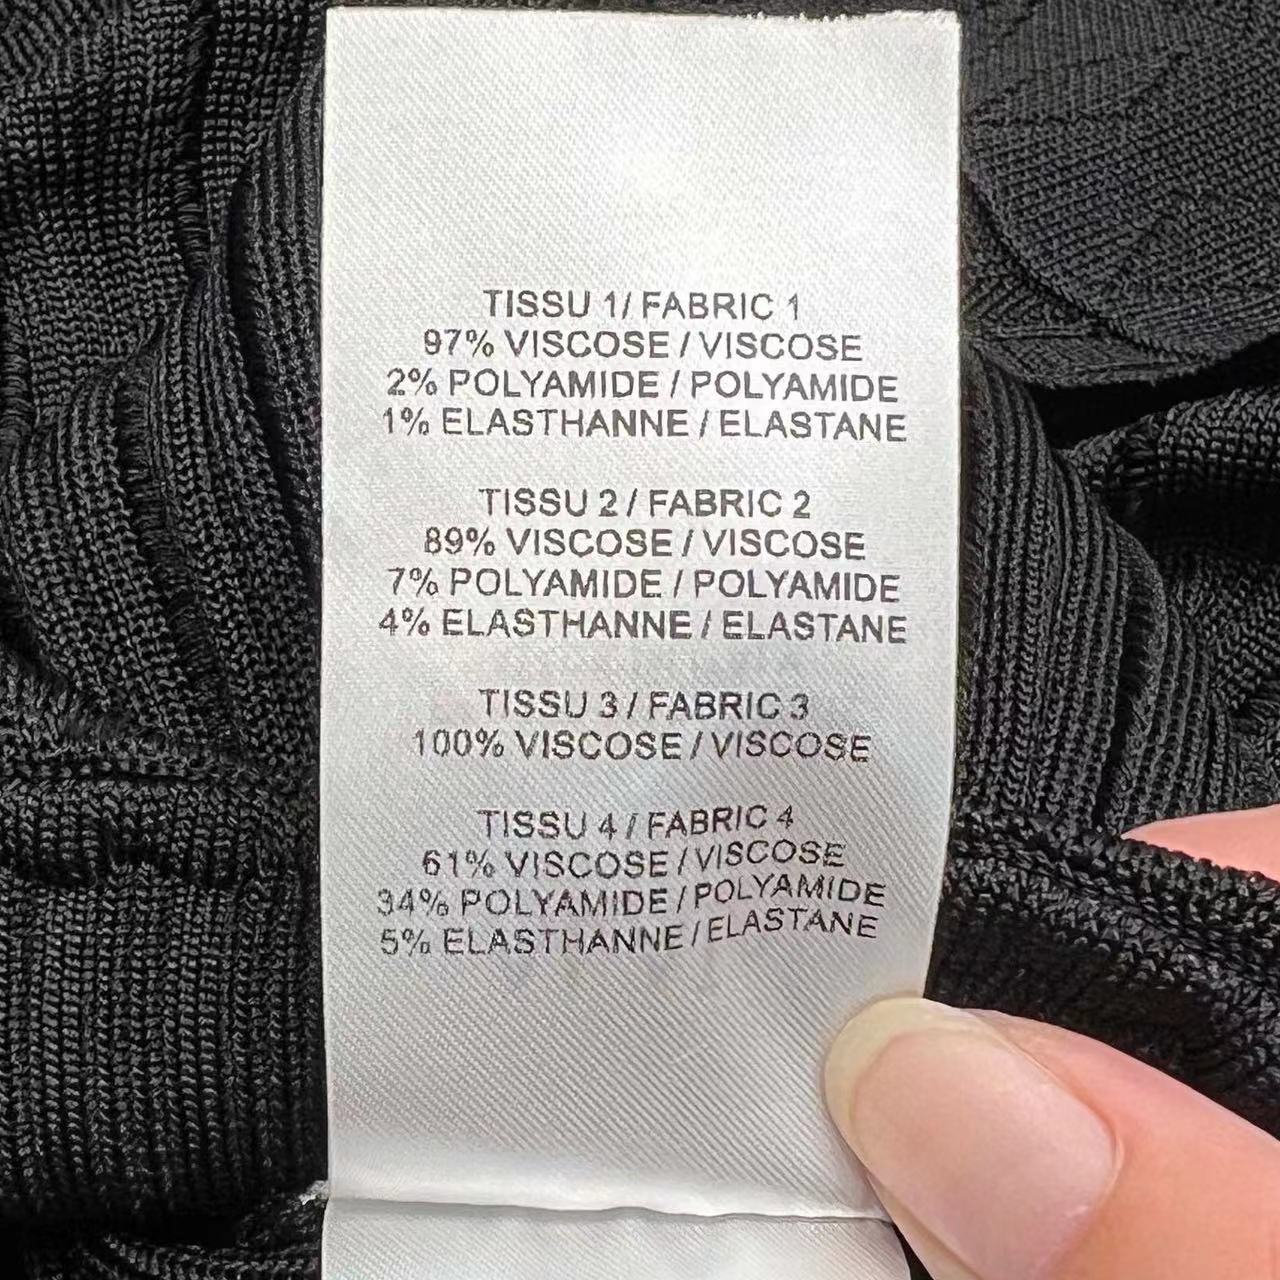 TISSU 1/ FABRIC 1
97% VISCOSE / VISCOSE
2% POLYAMIDE / POLYAMIDE
1% ELASTHANNE / ELASTANE
TISSU 2 / FABRIC 2
89% VISCOSE / VISCOSE
7% POLYAMIDE / POLYAMIDE
4% ELASTHANNE / ELASTANE
TISSU 3 / FABRIC 3
100% VISCOSE / VISCOSE
TISSU 4 / FABRIC 4
61% VISCOSE / VISCOSE
34% POLYAMIDE / POLYAMIDE
5% ELASTHANNE / ELASTANE